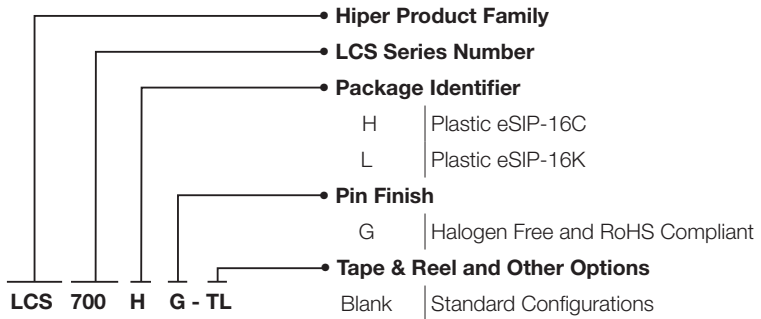 Hiper Product Family
LCS Series Number
Package Identifier
H Plastic eSIP-16C
L Plastic eSIP-16K
Pin Finish
G Halogen Free and RoHS Compliant
Tape & Reel and Other Options
LCS 700 H G - TL Blank Standard Configurations